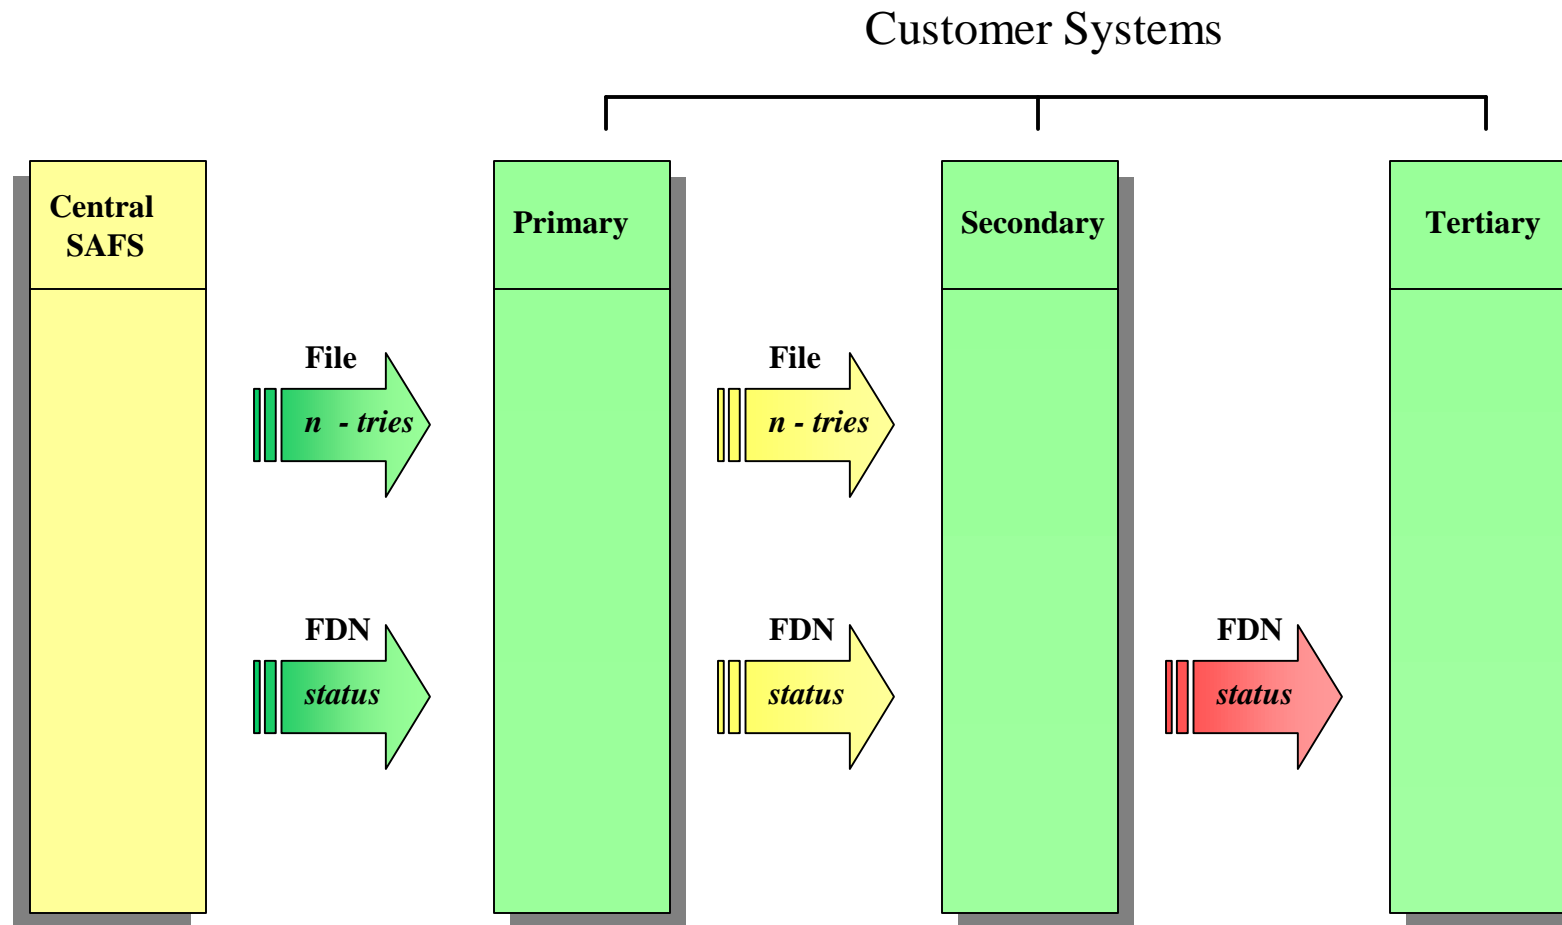 Customer Systems
Central
SAFS
Primary
Secondary
Tertiary
File
n - tries
File
n - tries
FDN
status
FDN
status
FDN
status